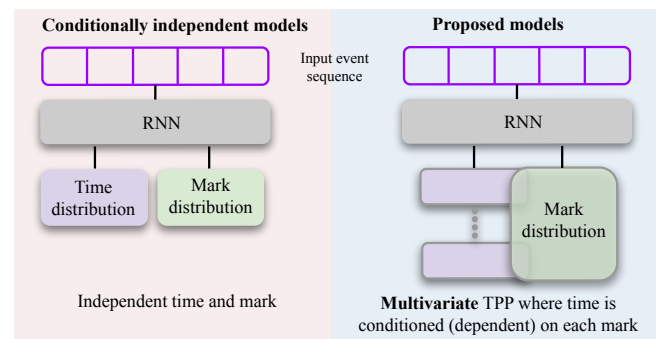 Conditionally independent models
Proposed models
Input event
sequence
RNN
RNN
Time
distribution
Mark
distribution
Mark
distribution
Independent time and mark
Multivariate TPP where time is
conditioned (dependent) on each mark